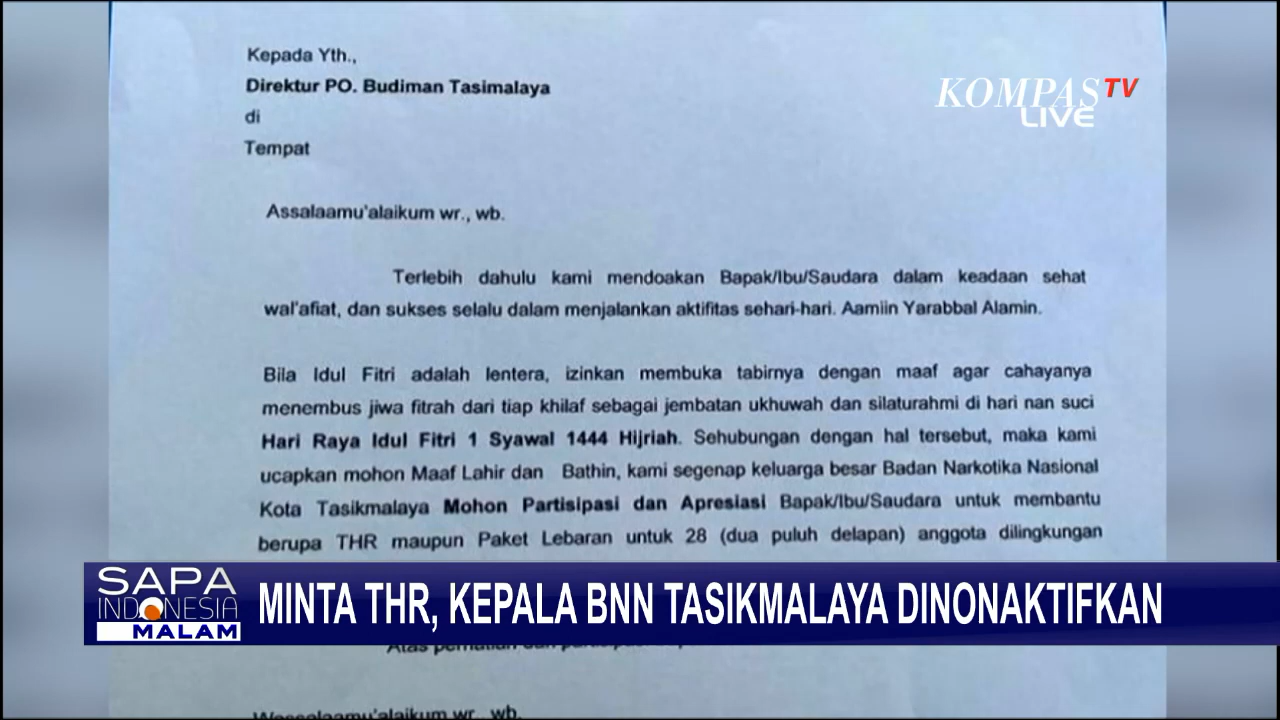 Kepada Yth.,
Direktur PO. Budiman Tasimalaya
di
Tempat
KOMPAS TV
LIVE
Assalaamu'alaikum wr., wb.
Terlebih dahulu kami mendoakan Bapak/Ibu/Saudara dalam keadaan sehat
wal'afiat, dan sukses selalu dalam menjalankan aktifitas sehari-hari. Aamiin Yarabbal Alamin.
Bila Idul Fitri adalah lentera, izinkan membuka tabirnya dengan maaf agar cahayanya
menembus jiwa fitrah dari tiap khilaf sebagai jembatan ukhuwah dan silaturahmi di hari nan suci
Hari Raya Idul Fitri 1 Syawal 1444 Hijriah. Sehubungan dengan hal tersebut, maka kami
ucapkan mohon Maaf Lahir dan Bathin, kami segenap keluarga besar Badan Narkotika Nasional
Kota Tasikmalaya Mohon Partisipasi dan Apresiasi Bapak/Ibu/Saudara untuk membantu
berupa THR maupun Paket Lebaran untuk 28 (dua puluh delapan) anggota dilingkungan
SAPA
INDONESIA
MALAM
MINTA THR, KEPALA BNN TASIKMALAYA DINONAKTIFKAN
Wassalaamu'alaikum wr., wb.